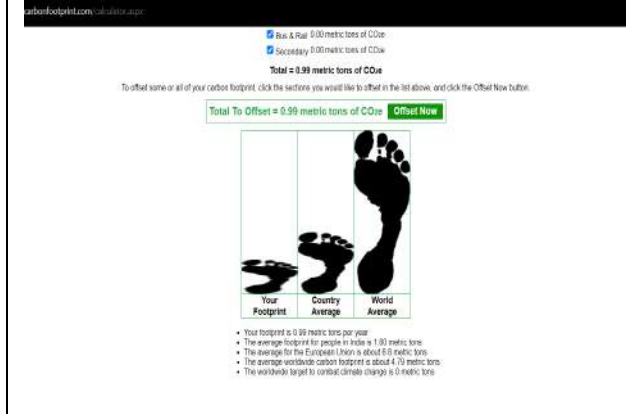 carbonfootprint.com/calculator.aspx
Bus & Rail 0.00 metric tons of CO₂e
Secondary 0.00 metric tons of CO₂e
Total = 0.99 metric tons of CO₂e
To offset some or all of your carbon footprint, click the sections you would like to offset in the list above, and click the Offset Now button.
Total To Offset = 0.99 metric tons of CO₂e Offset Now
Your Footprint Country Average World Average
• Your footprint is 0.99 metric tons per year
• The average footprint for people in India is 1.80 metric tons
• The average for the European Union is about 6.8 metric tons
• The average worldwide carbon footprint is about 4.79 metric tons
• The worldwide target to combat climate change is 0 metric tons